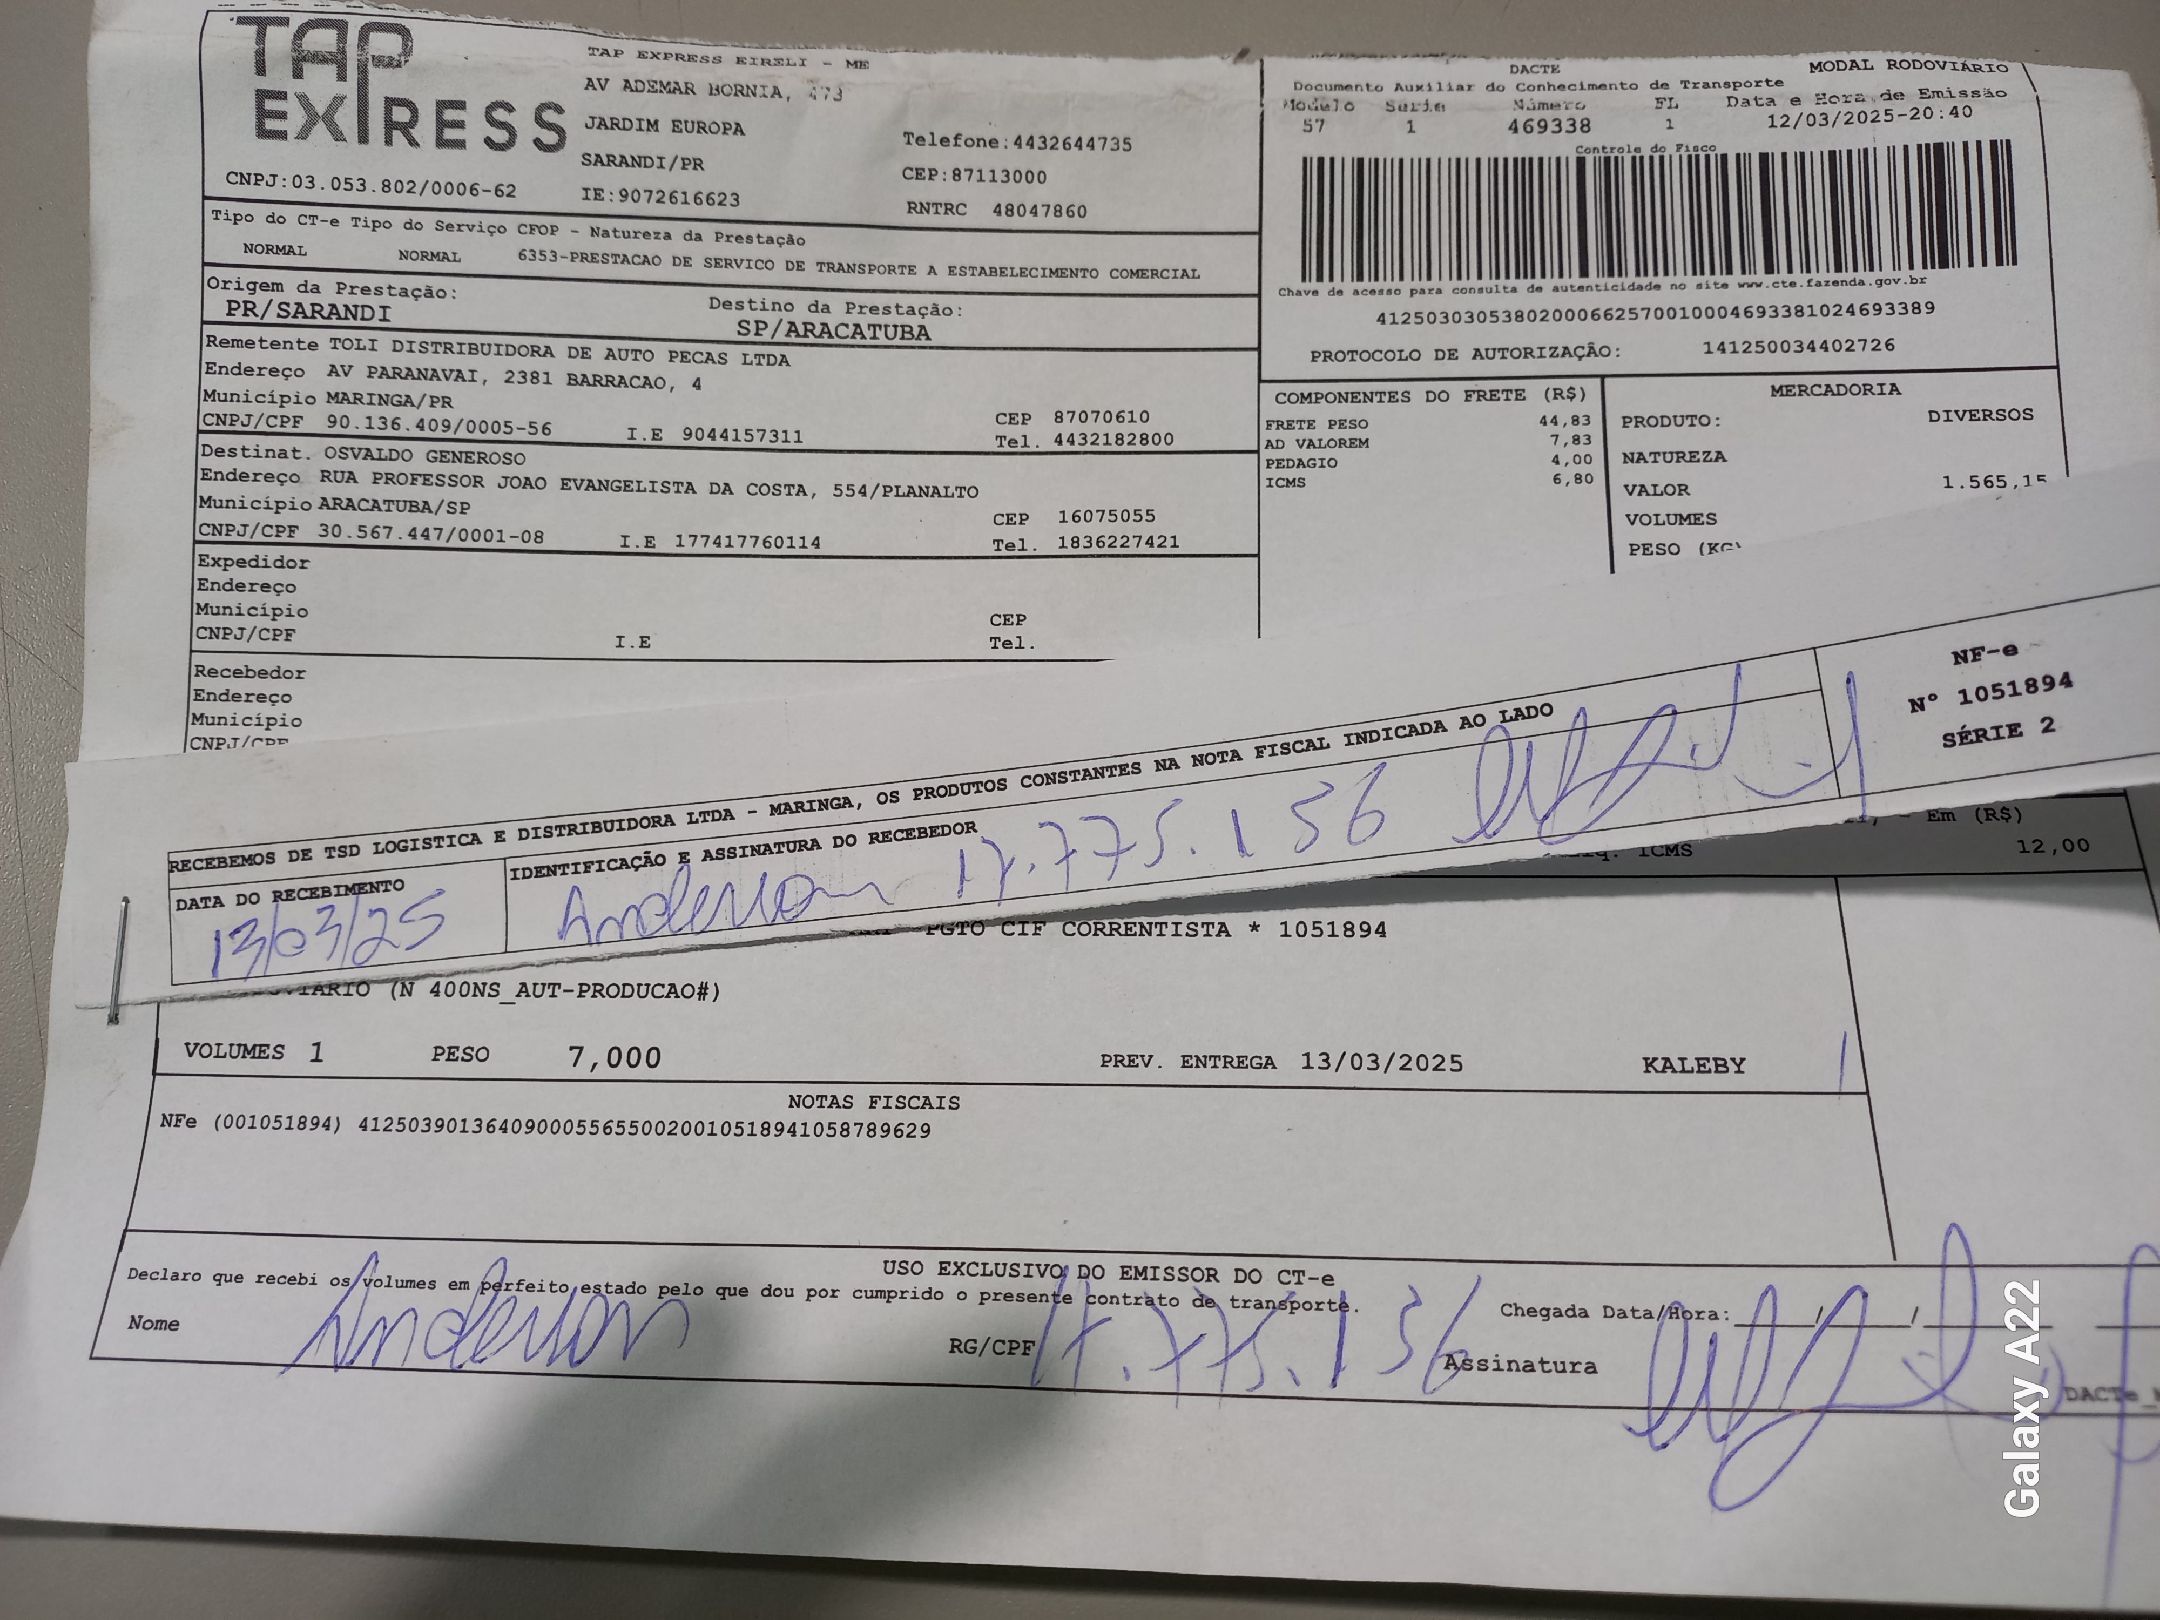 TAP EXPRESS
TAP EXPRESS EIRELI - ME
AV ADEMAR BORNIA, 473
JARDIM EUROPA
SARANDI/PR
CNPJ:03.053.802/0006-62
IE:9072616623
Telefone:4432644735
CEP:87113000
RNTRC 48047860
DACTE
MODAL RODOVIÁRIO
Documento Auxiliar do Conhecimento de Transporte
Modelo Serie Número FL Data e Hora de Emissão
57 1 469338 1 12/03/2025-20:40
Controle do Fisco
Chave de acesso para consulta de autenticidade no site www.cte.fazenda.gov.br
41250303053802000662570010004693381024693389
PROTOCOLO DE AUTORIZAÇÃO: 141250034402726
Tipo do CT-e Tipo do Serviço CFOP - Natureza da Prestação
NORMAL NORMAL 6353-PRESTACAO DE SERVICO DE TRANSPORTE A ESTABELECIMENTO COMERCIAL
Origem da Prestação: Destino da Prestação:
PR/SARANDI SP/ARACATUBA
Remetente TOLI DISTRIBUIDORA DE AUTO PECAS LTDA
Endereço AV PARANAVAI, 2381 BARRACAO, 4
Município MARINGA/PR CEP 87070610
CNPJ/CPF 90.136.409/0005-56 I.E 9044157311 Tel. 4432182800
Destinat. OSVALDO GENEROSO
Endereço RUA PROFESSOR JOAO EVANGELISTA DA COSTA, 554/PLANALTO
Município ARACATUBA/SP CEP 16075055
CNPJ/CPF 30.567.447/0001-08 I.E 177417760114 Tel. 1836227421
Expedidor
Endereço
Município CEP
CNPJ/CPF I.E Tel.
Recebedor
Endereço
Município
CNPJ/CPF
COMPONENTES DO FRETE (R$)
FRETE PESO 44,83
AD VALOREM 7,83
PEDAGIO 4,00
ICMS 6,80
MERCADORIA
PRODUTO: DIVERSOS
NATUREZA
VALOR 1.565,15
VOLUMES
PESO (KG)
RECEBEMOS DE TSD LOGISTICA E DISTRIBUIDORA LTDA - MARINGA, OS PRODUTOS CONSTANTES NA NOTA FISCAL INDICADA AO LADO
DATA DO RECEBIMENTO
13/03/25
IDENTIFICAÇÃO E ASSINATURA DO RECEBEDOR
Anderson 17.775.136
NF-e
Nº 1051894
SÉRIE 2
Em (R$)
ICMS 12,00
PGTO CIF CORRENTISTA * 1051894
(N 400NS_AUT-PRODUCAO#)
VOLUMES 1 PESO 7,000 PREV. ENTREGA 13/03/2025 KALEBY
NOTAS FISCAIS
NFe (001051894) 41250390136409000556550020010518941058789629
USO EXCLUSIVO DO EMISSOR DO CT-e
Declaro que recebi os volumes em perfeito estado pelo que dou por cumprido o presente contrato de transporte.
Chegada Data/Hora: / /
Nome Anderson RG/CPF 17.775.136 Assinatura
DACTe
Galaxy A22